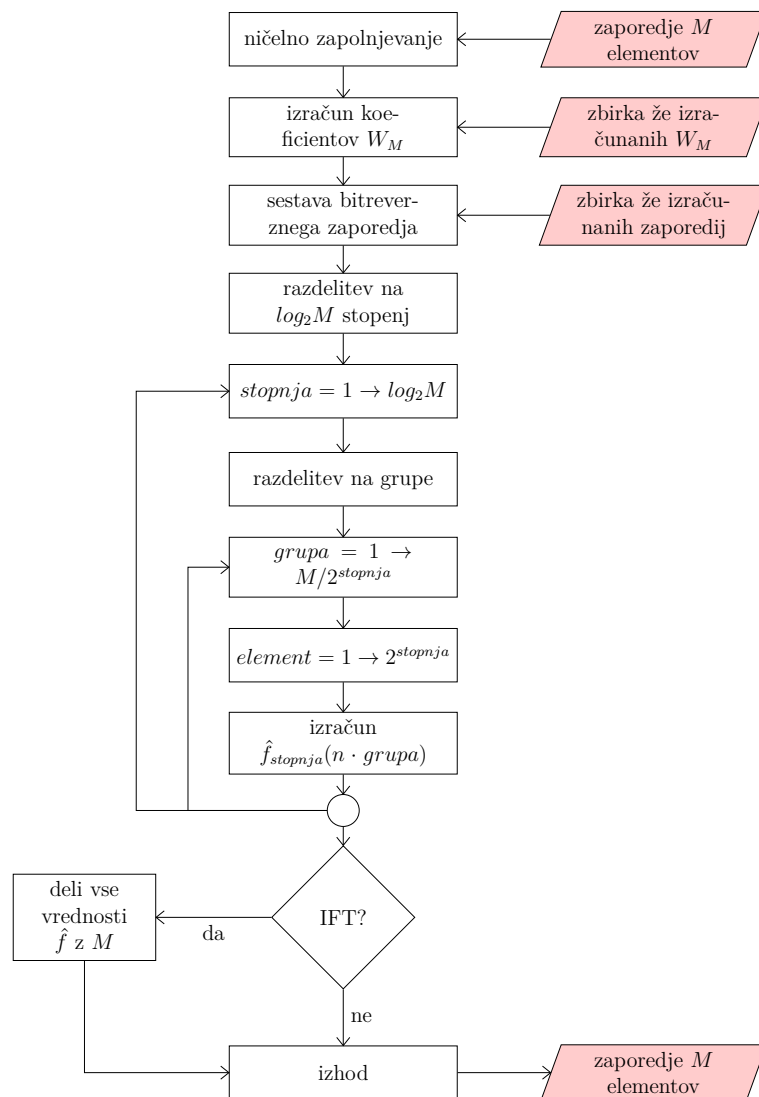 ničelno zapolnjevanje
zaporedje M
elementov
izračun koe-
ficientov W_M
zbirka že izra-
čunanih W_M
sestava bitrever-
znega zaporedja
zbirka že izraču-
nanih zaporedij
razdelitev na
log₂M stopenj
stopnja = 1 → log₂M
razdelitev na grupe
grupa = 1 →
M/2^{stopnja}
element = 1 → 2^{stopnja}
izračun
f̂_{stopnja}(n · grupa)
IFT?
da
deli vse
vrednosti
f̂ z M
ne
izhod
zaporedje M
elementov